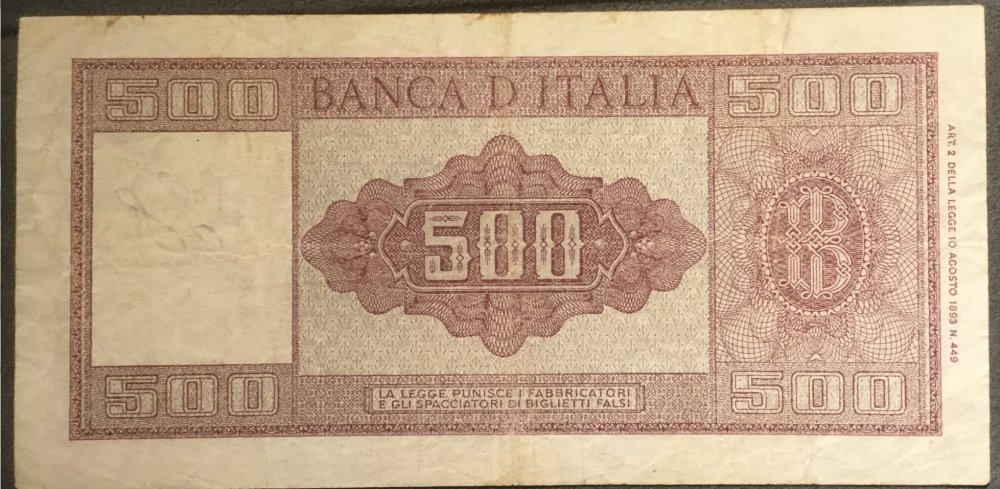 500 BANCA D'ITALIA 500
500
B
ART. 2 DELLA LEGGE 10 AGOSTO 1893 N. 449
500 500
LA LEGGE PUNISCE I FABBRICATORI
E GLI SPACCIATORI DI BIGLIETTI FALSI